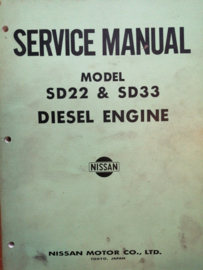 SERVICE MANUAL
MODEL
SD22 & SD33
DIESEL ENGINE
NISSAN
NISSAN MOTOR CO., LTD.
TOKYO, JAPAN